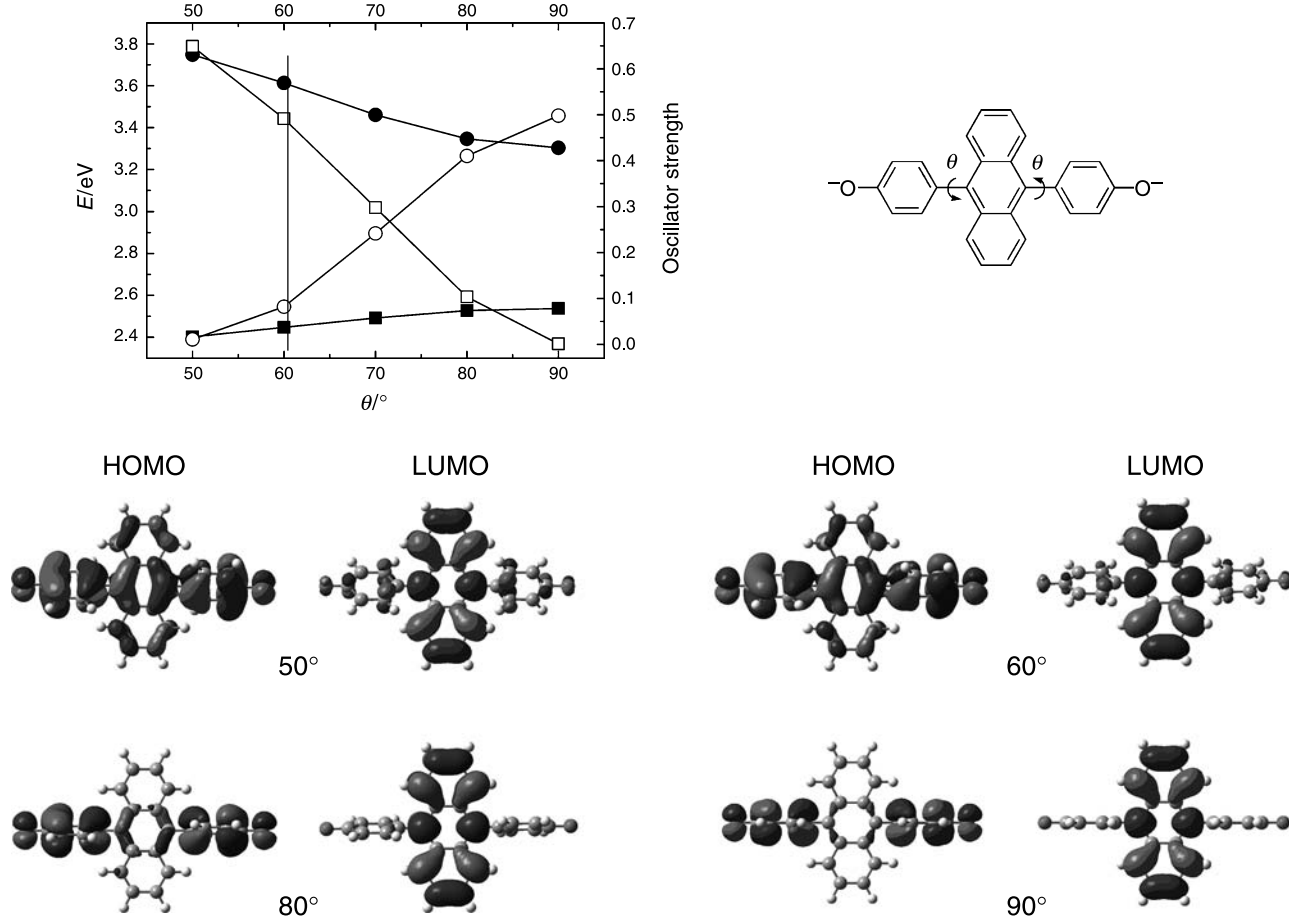 50 60 70 80 90
3.8
3.6
3.4
3.2
3.0
2.8
2.6
2.4
E/eV
0.7
0.6
0.5
0.4
0.3
0.2
0.1
0.0
Oscillator strength
50 60 70 80 90
θ/°
θ θ
⁻O O⁻
HOMO LUMO HOMO LUMO
50° 60°
80° 90°